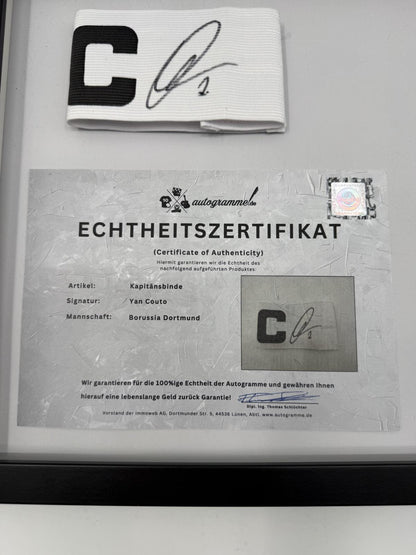 C
autogramme
ECHTHEITSZERTIFIKAT
(Certificate of Authenticity)
Hiermit garantieren wir die Echtheit des
nachfolgend aufgeführten Produktes:
Artikel: Kapitänsbinde
Signatur: Yan Couto
Mannschaft: Borussia Dortmund
C
Wir garantieren für die 100%ige Echtheit der Autogramme und gewähren Ihnen
hierauf eine lebenslange Geld zurück Garantie!
Dipl. Ing. Thomas Schlüchter
Vorstand der Immoweb AG, Dortmunder Str. 5, 44536 Lünen, Abtl. www.autogramme.de